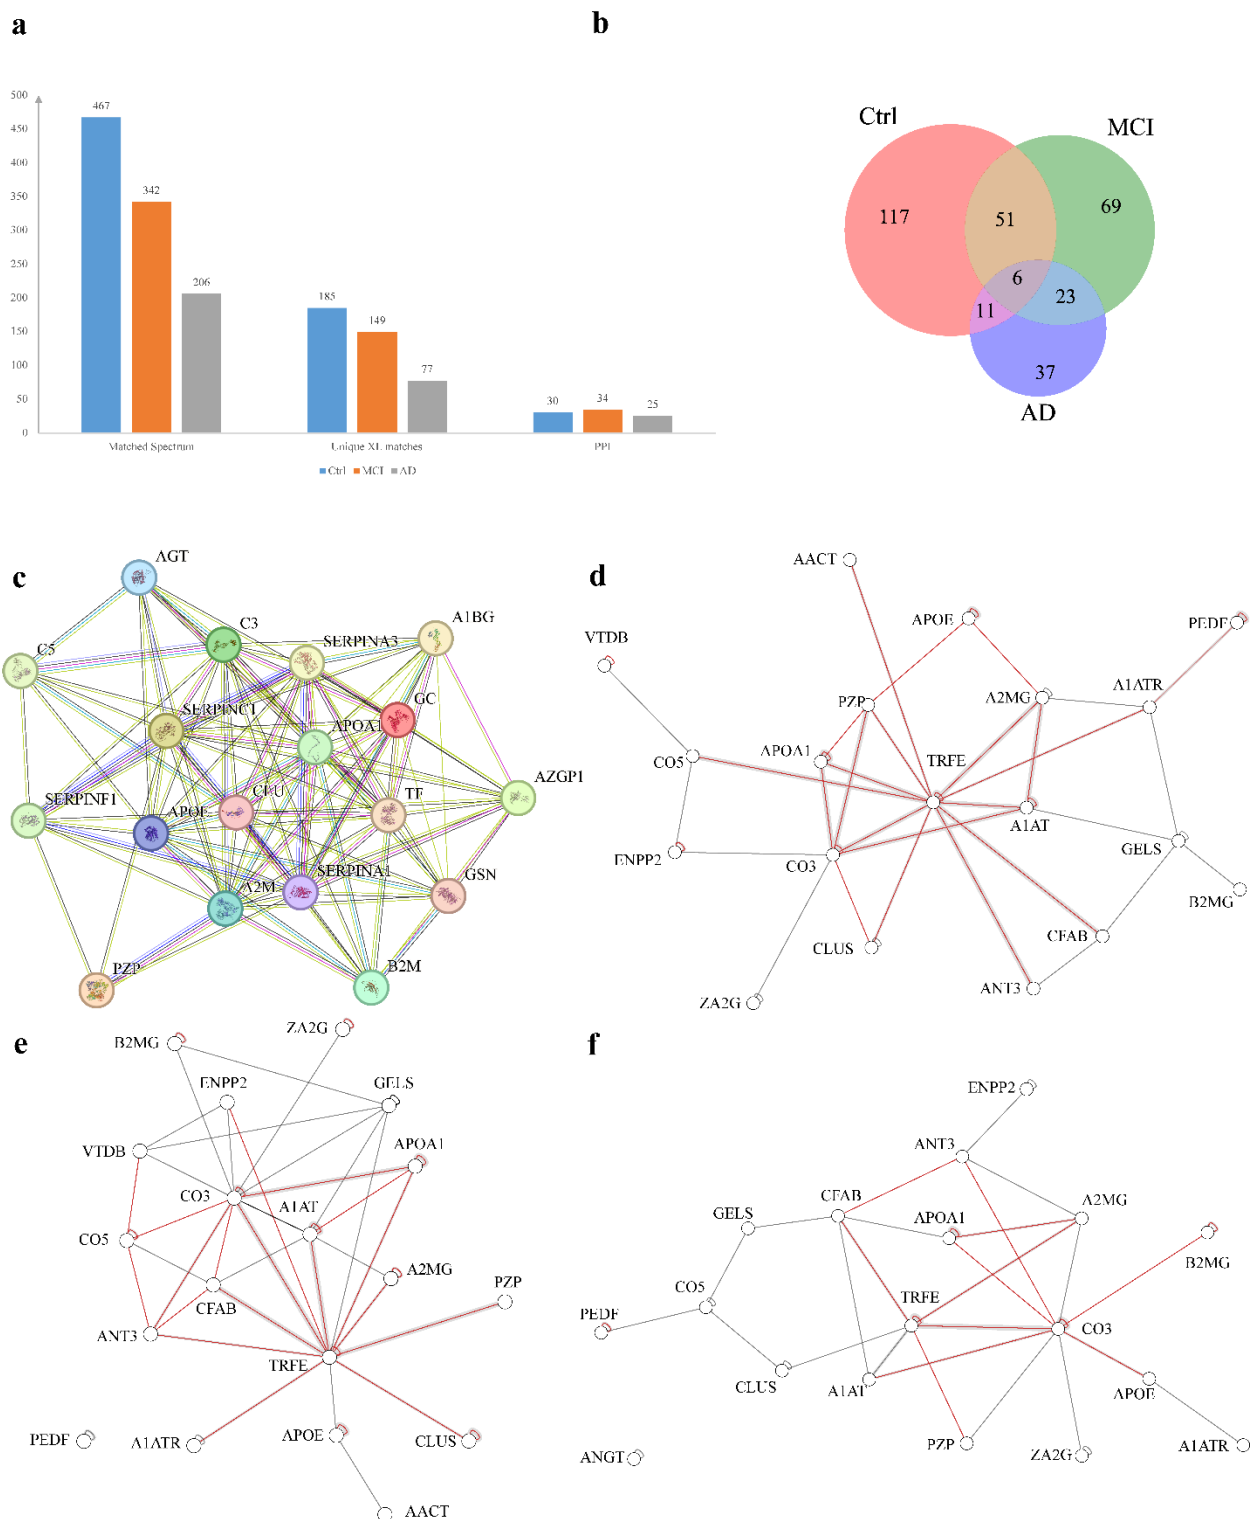 a
b
500
450
400
350
300
250
200
150
100
50
0
467
342
206
185
149
77
30
34
25
Matched Spectrum
Unique XL matches
PPI
Ctrl MCI AD
Ctrl
MCI
117
51
69
6
11
23
37
AD
c
AGT
C3
A1BG
C5
SERPINA3
GC
SERPINC1
APOA1
AZGP1
SERPINF1
APOE
CLU
TF
A2M
SERPINA1
GSN
PZP
B2M
d
AACT
VTDB
APOE
PEDF
PZP
A2MG
A1ATR
CO5
APOA1
TRFE
ENPP2
CO3
A1AT
GELS
B2MG
CLUS
CFAB
ZA2G
ANT3
e
B2MG
ZA2G
ENPP2
GELS
VTDB
APOA1
CO3
A1AT
CO5
A2MG
PZP
CFAB
ANT3
TRFE
PEDF
A1ATR
APOE
CLUS
AACT
f
ENPP2
ANT3
CFAB
A2MG
GELS
APOA1
B2MG
CO5
TRFE
PEDF
CO3
CLUS
A1AT
APOE
PZP
ZA2G
A1ATR
ANGT